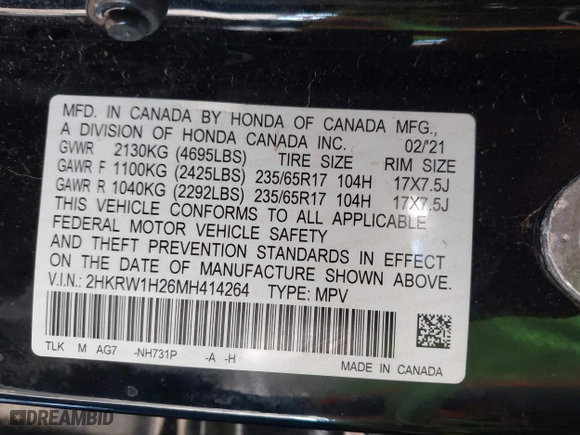 MFD. IN CANADA BY HONDA OF CANADA MFG.,
A DIVISION OF HONDA CANADA INC. 02/'21
GVWR 2130KG (4695LBS) TIRE SIZE RIM SIZE
GAWR F 1100KG (2425LBS) 235/65R17 104H 17X7.5J
GAWR R 1040KG (2292LBS) 235/65R17 104H 17X7.5J
THIS VEHICLE CONFORMS TO ALL APPLICABLE
FEDERAL MOTOR VEHICLE SAFETY
AND THEFT PREVENTION STANDARDS IN EFFECT
ON THE DATE OF MANUFACTURE SHOWN ABOVE.
V.I.N.: 2HKRW1H26MH414264 TYPE: MPV
TLK M AG7 -NH731P -A -H MADE IN CANADA
DREAMBID